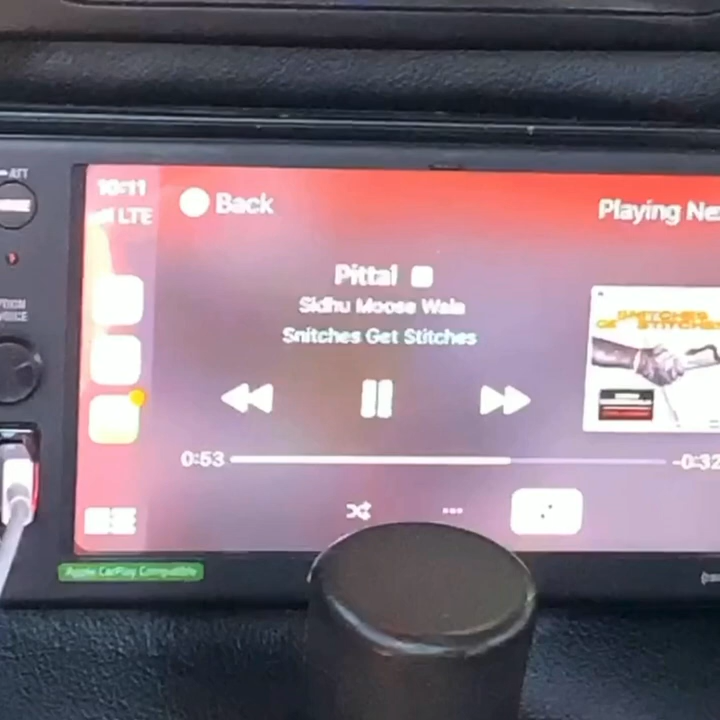 ATT
10:11
LTE
Back
Playing Ne
Pittal
Sidhu Moose Wala
Snitches Get Stitches
SNITCHES
GET STITCHES
VOICE
0:53
-0:32
Apple CarPlay Compatible